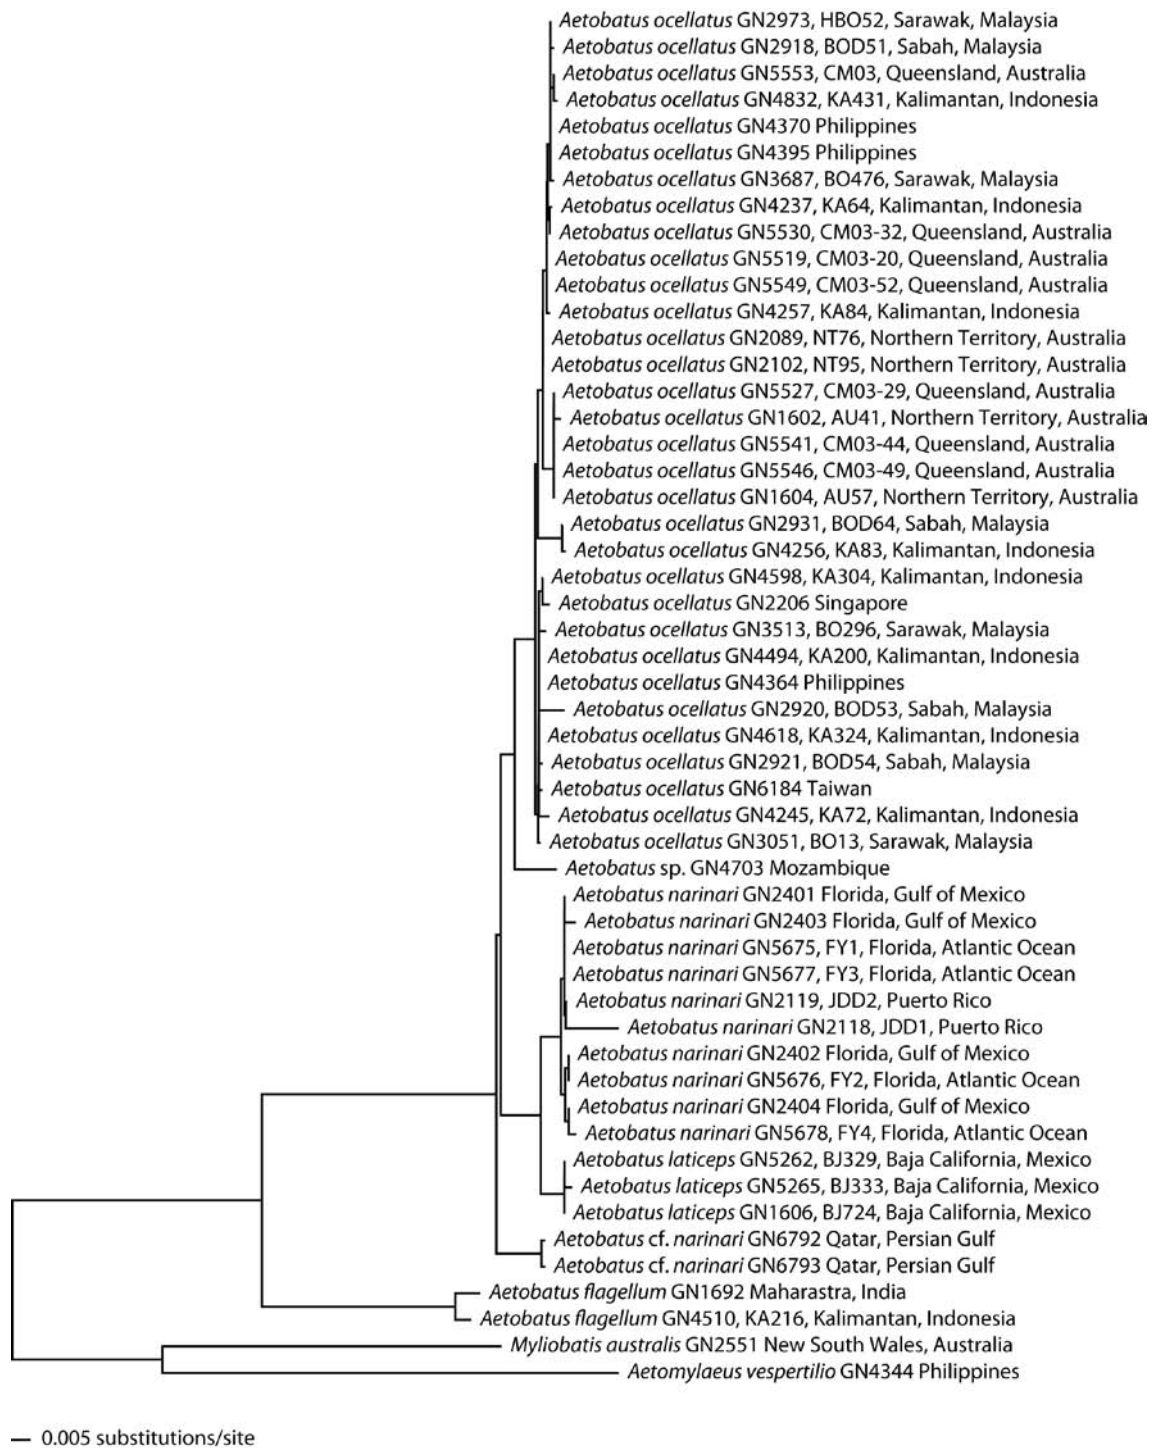 Aetobatus ocellatus GN2973, HBO52, Sarawak, Malaysia
Aetobatus ocellatus GN2918, BOD51, Sabah, Malaysia
Aetobatus ocellatus GN5553, CM03, Queensland, Australia
Aetobatus ocellatus GN4832, KA431, Kalimantan, Indonesia
Aetobatus ocellatus GN4370 Philippines
Aetobatus ocellatus GN4395 Philippines
Aetobatus ocellatus GN3687, BO476, Sarawak, Malaysia
Aetobatus ocellatus GN4237, KA64, Kalimantan, Indonesia
Aetobatus ocellatus GN5530, CM03-32, Queensland, Australia
Aetobatus ocellatus GN5519, CM03-20, Queensland, Australia
Aetobatus ocellatus GN5549, CM03-52, Queensland, Australia
Aetobatus ocellatus GN4257, KA84, Kalimantan, Indonesia
Aetobatus ocellatus GN2089, NT76, Northern Territory, Australia
Aetobatus ocellatus GN2102, NT95, Northern Territory, Australia
Aetobatus ocellatus GN5527, CM03-29, Queensland, Australia
Aetobatus ocellatus GN1602, AU41, Northern Territory, Australia
Aetobatus ocellatus GN5541, CM03-44, Queensland, Australia
Aetobatus ocellatus GN5546, CM03-49, Queensland, Australia
Aetobatus ocellatus GN1604, AU57, Northern Territory, Australia
Aetobatus ocellatus GN2931, BOD64, Sabah, Malaysia
Aetobatus ocellatus GN4256, KA83, Kalimantan, Indonesia
Aetobatus ocellatus GN4598, KA304, Kalimantan, Indonesia
Aetobatus ocellatus GN2206 Singapore
Aetobatus ocellatus GN3513, BO296, Sarawak, Malaysia
Aetobatus ocellatus GN4494, KA200, Kalimantan, Indonesia
Aetobatus ocellatus GN4364 Philippines
Aetobatus ocellatus GN2920, BOD53, Sabah, Malaysia
Aetobatus ocellatus GN4618, KA324, Kalimantan, Indonesia
Aetobatus ocellatus GN2921, BOD54, Sabah, Malaysia
Aetobatus ocellatus GN6184 Taiwan
Aetobatus ocellatus GN4245, KA72, Kalimantan, Indonesia
Aetobatus ocellatus GN3051, BO13, Sarawak, Malaysia
Aetobatus sp. GN4703 Mozambique
Aetobatus narinari GN2401 Florida, Gulf of Mexico
Aetobatus narinari GN2403 Florida, Gulf of Mexico
Aetobatus narinari GN5675, FY1, Florida, Atlantic Ocean
Aetobatus narinari GN5677, FY3, Florida, Atlantic Ocean
Aetobatus narinari GN2119, JDD2, Puerto Rico
Aetobatus narinari GN2118, JDD1, Puerto Rico
Aetobatus narinari GN2402 Florida, Gulf of Mexico
Aetobatus narinari GN5676, FY2, Florida, Atlantic Ocean
Aetobatus narinari GN2404 Florida, Gulf of Mexico
Aetobatus narinari GN5678, FY4, Florida, Atlantic Ocean
Aetobatus laticeps GN5262, BJ329, Baja California, Mexico
Aetobatus laticeps GN5265, BJ333, Baja California, Mexico
Aetobatus laticeps GN1606, BJ724, Baja California, Mexico
Aetobatus cf. narinari GN6792 Qatar, Persian Gulf
Aetobatus cf. narinari GN6793 Qatar, Persian Gulf
Aetobatus flagellum GN1692 Maharastra, India
Aetobatus flagellum GN4510, KA216, Kalimantan, Indonesia
Myliobatis australis GN2551 New South Wales, Australia
Aetomylaeus vespertilio GN4344 Philippines
0.005 substitutions/site